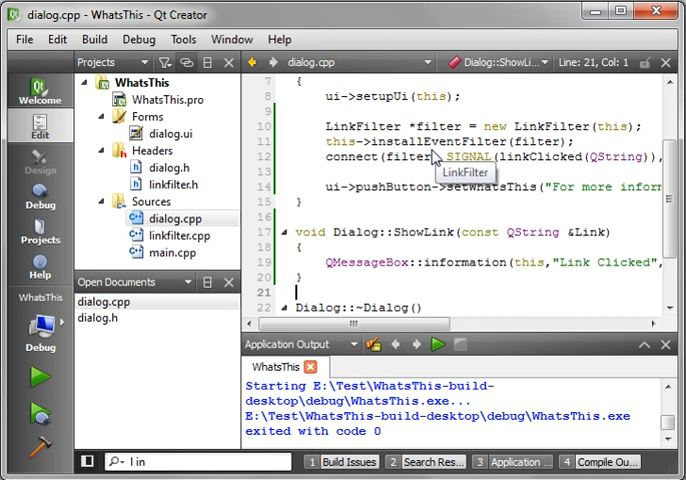 dialog.cpp - WhatsThis - Qt Creator
File Edit Build Debug Tools Window Help
Projects dialog.cpp Dialog::ShowLi... Line: 21, Col: 1
Welcome
Edit
Design
Debug
Projects
Help
WhatsThis
Debug
WhatsThis
WhatsThis.pro
Forms
dialog.ui
Headers
dialog.h
linkfilter.h
Sources
dialog.cpp
linkfilter.cpp
main.cpp
Open Documents
dialog.cpp
dialog.h
7 {
8 ui->setupUi(this);
9
10 LinkFilter *filter = new LinkFilter(this);
11 this->installEventFilter(filter);
12 connect(filter, SIGNAL(linkClicked(QString)),
LinkFilter
14 ui->pushButton->setWhatsThis("For more infor
15 }
16
17 void Dialog::ShowLink(const QString &Link)
18 {
19 QMessageBox::information(this,"Link Clicked",
20 }
21
22 Dialog::~Dialog()
Application Output
WhatsThis
Starting E:\Test\WhatsThis-build-
desktop\debug\WhatsThis.exe...
E:\Test\WhatsThis-build-desktop\debug\WhatsThis.exe
exited with code 0
l in 1 Build Issues 2 Search Res... 3 Application ... 4 Compile Ou...